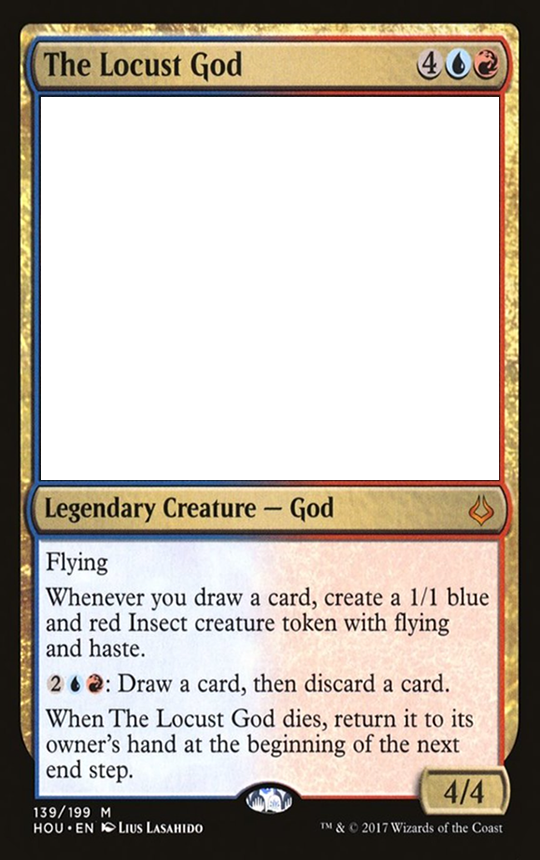 The Locust God 4
Legendary Creature — God
Flying
Whenever you draw a card, create a 1/1 blue
and red Insect creature token with flying
and haste.
2 : Draw a card, then discard a card.
When The Locust God dies, return it to its
owner's hand at the beginning of the next
end step.
4/4
139/199 M
HOU • EN Lius Lasahido
™ & © 2017 Wizards of the Coast